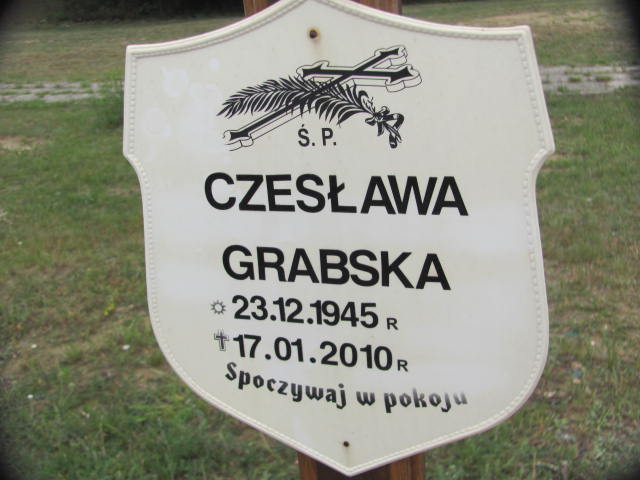 Ś. P.
CZESŁAWA
GRABSKA
23.12.1945 R
17.01.2010 R
Spoczywaj w pokoju